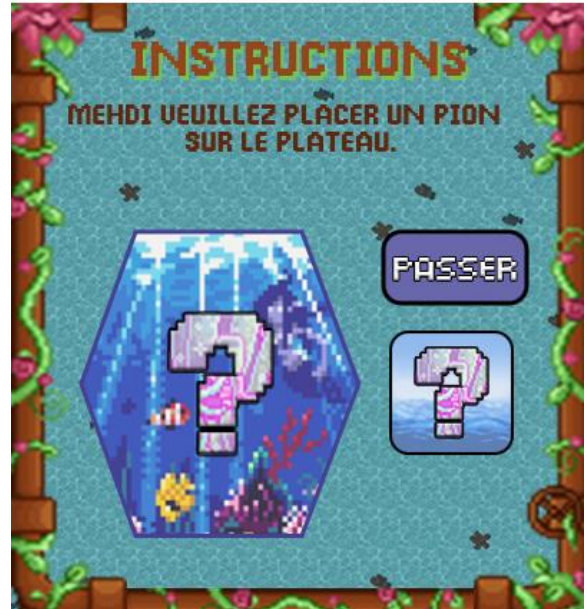 INSTRUCTIONS
MEHDI VEUILLEZ PLACER UN PION
SUR LE PLATEAU.
PASSER
?
?